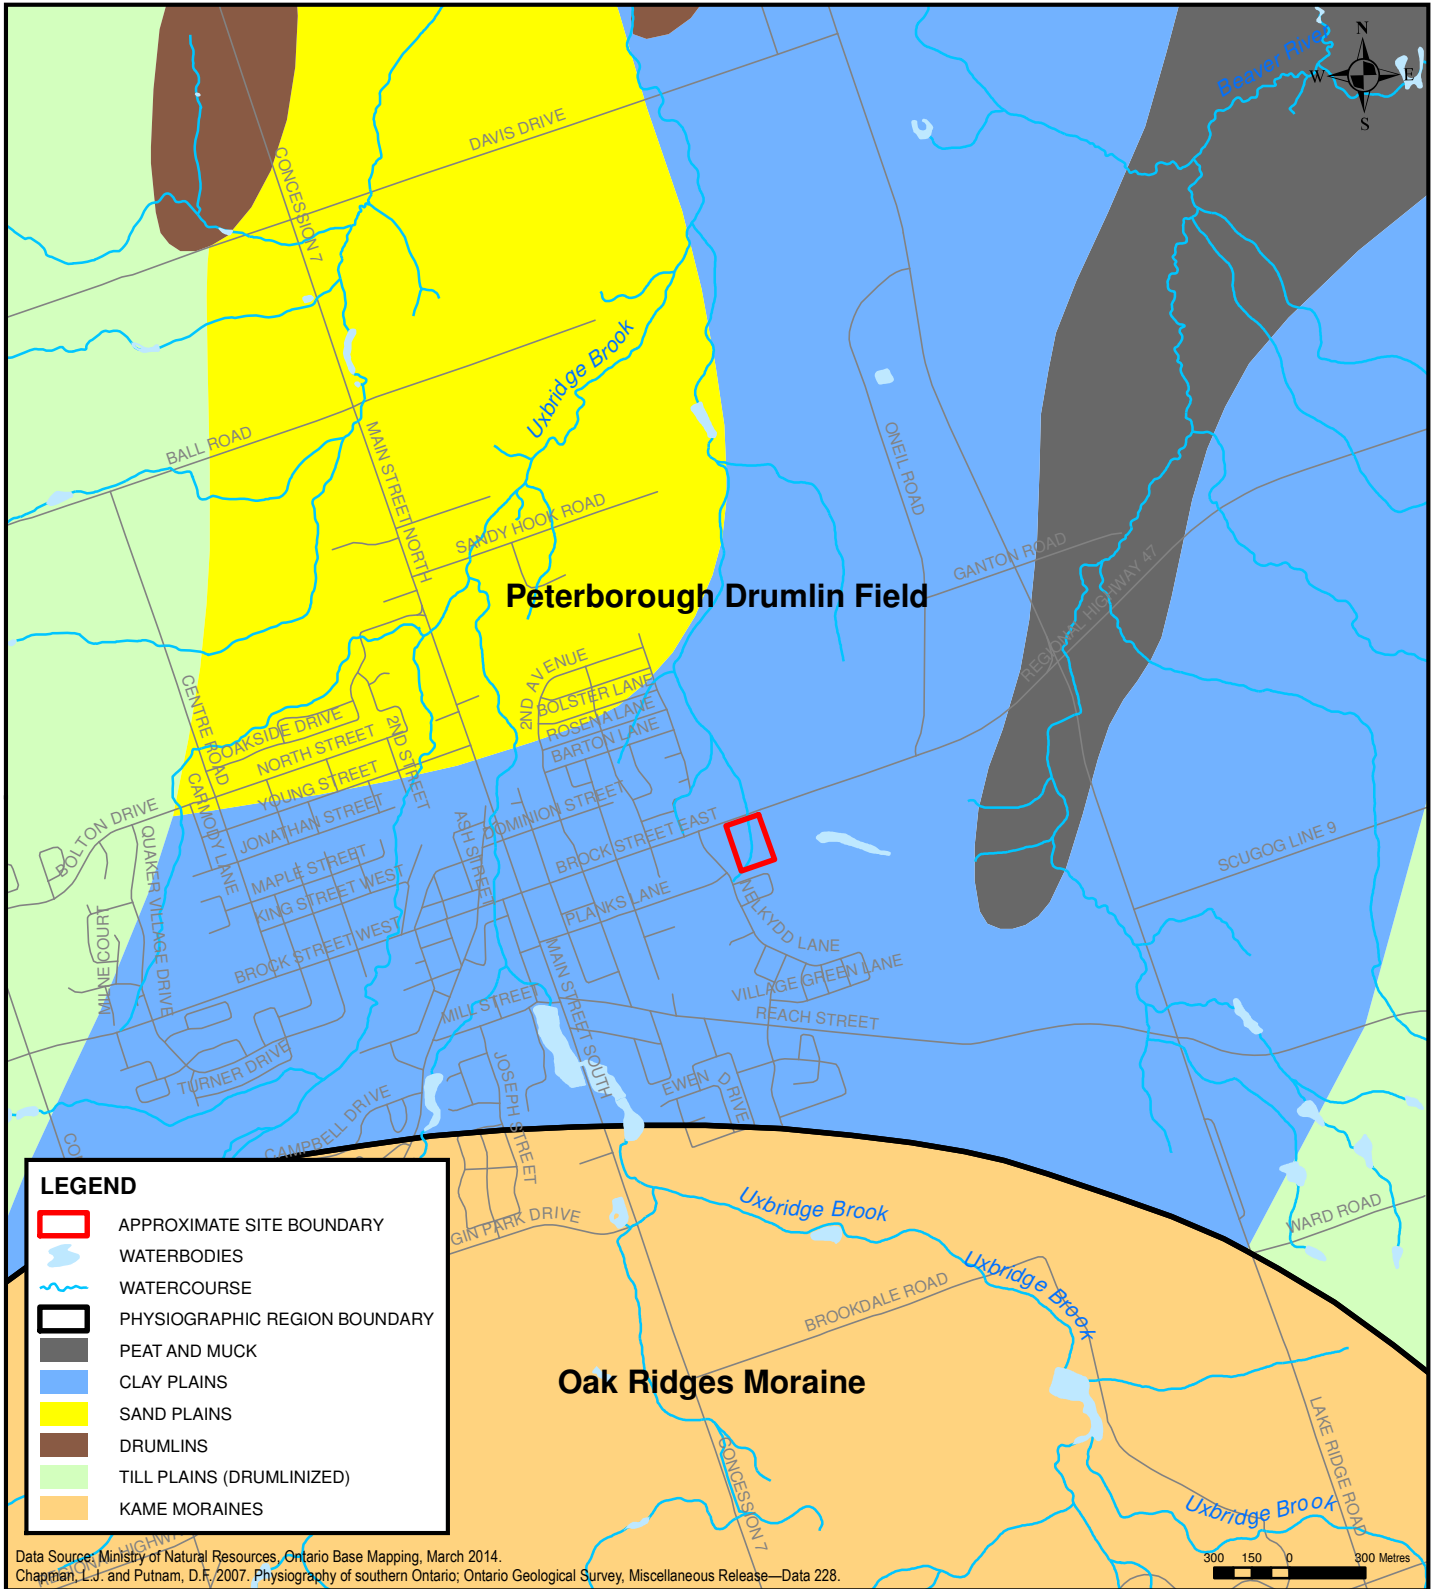 Beaver River
N
W
E
S
DAVIS DRIVE
CONCESSION 7
Uxbridge Brook
BALL ROAD
MAIN STREET NORTH
ONEIL ROAD
SANDY HOOK ROAD
GANTON ROAD
REGIONAL HIGHWAY 47
Peterborough Drumlin Field
CENTRE ROAD
2ND AVENUE
BOLSTER LANE
ROSENA LANE
BARTON LANE
OAKSIDE DRIVE
NORTH STREET
2ND STREET
YOUNG STREET
JONATHAN STREET
CARMODY LANE
BOLTON DRIVE
QUAKER VILLAGE DRIVE
ASH STREET
DOMINION STREET
BROCK STREET EAST
MAPLE STREET
KING STREET WEST
PLANKS LANE
NELKYDD LANE
SCUGOG LINE 9
MILNE COURT
BROCK STREET WEST
MAIN STREET SOUTH
VILLAGE GREEN LANE
MILL STREET
REACH STREET
TURNER DRIVE
JOSEPH STREET
EWEN DRIVE
CAMPBELL DRIVE
CO
Uxbridge Brook
WARD ROAD
GIN PARK DRIVE
Uxbridge Brook
BROOKDALE ROAD
Oak Ridges Moraine
LAKE RIDGE ROAD
CONCESSION 7
Uxbridge Brook
REGIONAL HIGHW
LEGEND
APPROXIMATE SITE BOUNDARY
WATERBODIES
WATERCOURSE
PHYSIOGRAPHIC REGION BOUNDARY
PEAT AND MUCK
CLAY PLAINS
SAND PLAINS
DRUMLINS
TILL PLAINS (DRUMLINIZED)
KAME MORAINES
Data Source: Ministry of Natural Resources, Ontario Base Mapping, March 2014.
Chapman, L.J. and Putnam, D.F. 2007. Physiography of southern Ontario; Ontario Geological Survey, Miscellaneous Release—Data 228.
300 150 0 300 Metres